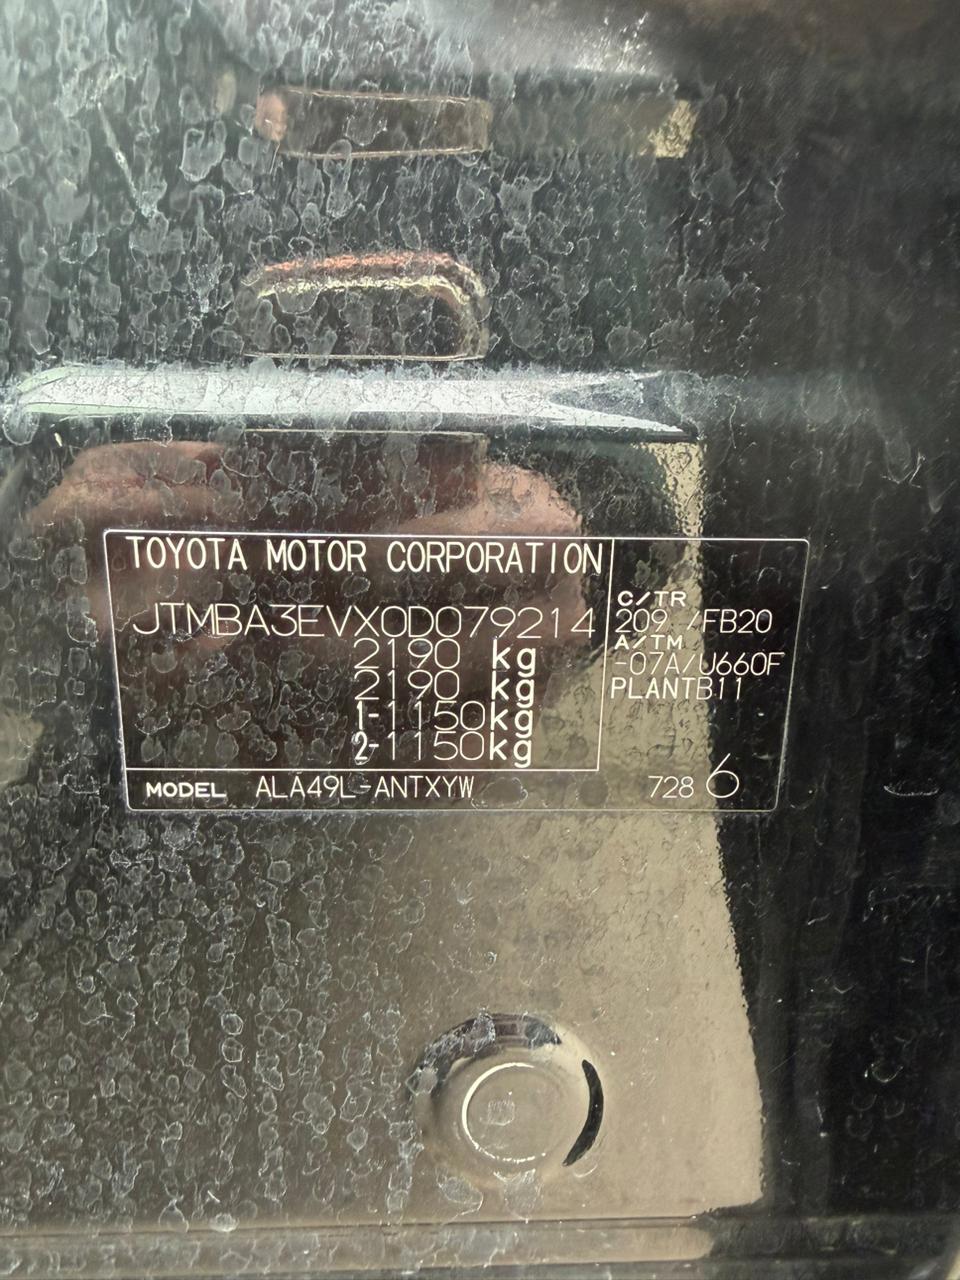 TOYOTA MOTOR CORPORATION
JTMBA3EVX0D079214
2190 kg
2190 kg
1-1150kg
2-1150kg
C/TR
209 /FB20
A/TM
-07A/U660F
PLANTB11
MODEL ALA49L-ANTXYW
728 6